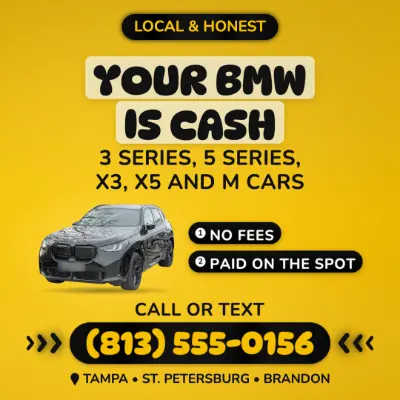 LOCAL & HONEST
YOUR BMW
IS CASH
3 SERIES, 5 SERIES,
X3, X5 AND M CARS
1 NO FEES
2 PAID ON THE SPOT
CALL OR TEXT
(813) 555-0156
TAMPA • ST. PETERSBURG • BRANDON